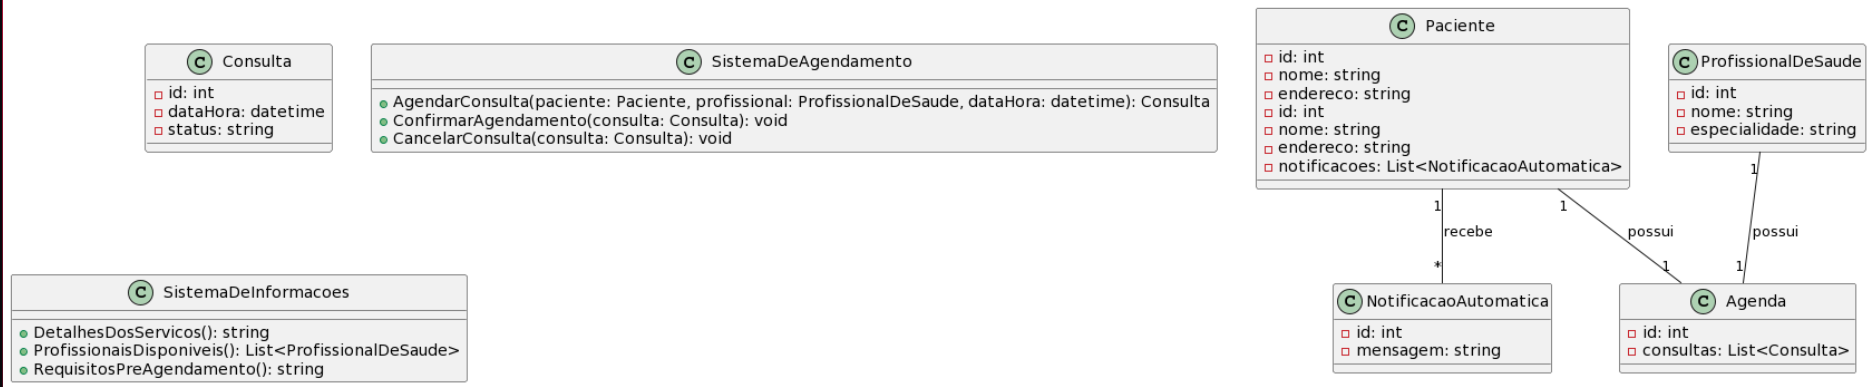 C Consulta
id: int
dataHora: datetime
status: string
C SistemaDeAgendamento
AgendarConsulta(paciente: Paciente, profissional: ProfissionalDeSaude, dataHora: datetime): Consulta
ConfirmarAgendamento(consulta: Consulta): void
CancelarConsulta(consulta: Consulta): void
C Paciente
id: int
nome: string
endereco: string
id: int
nome: string
endereco: string
notificacoes: List<NotificacaoAutomatica>
C ProfissionalDeSaude
id: int
nome: string
especialidade: string
1
recebe
*
1
possui
1
1
possui
1
C SistemaDeInformacoes
DetalhesDosServicos(): string
ProfissionaisDisponiveis(): List<ProfissionalDeSaude>
RequisitosPreAgendamento(): string
C NotificacaoAutomatica
id: int
mensagem: string
C Agenda
id: int
consultas: List<Consulta>